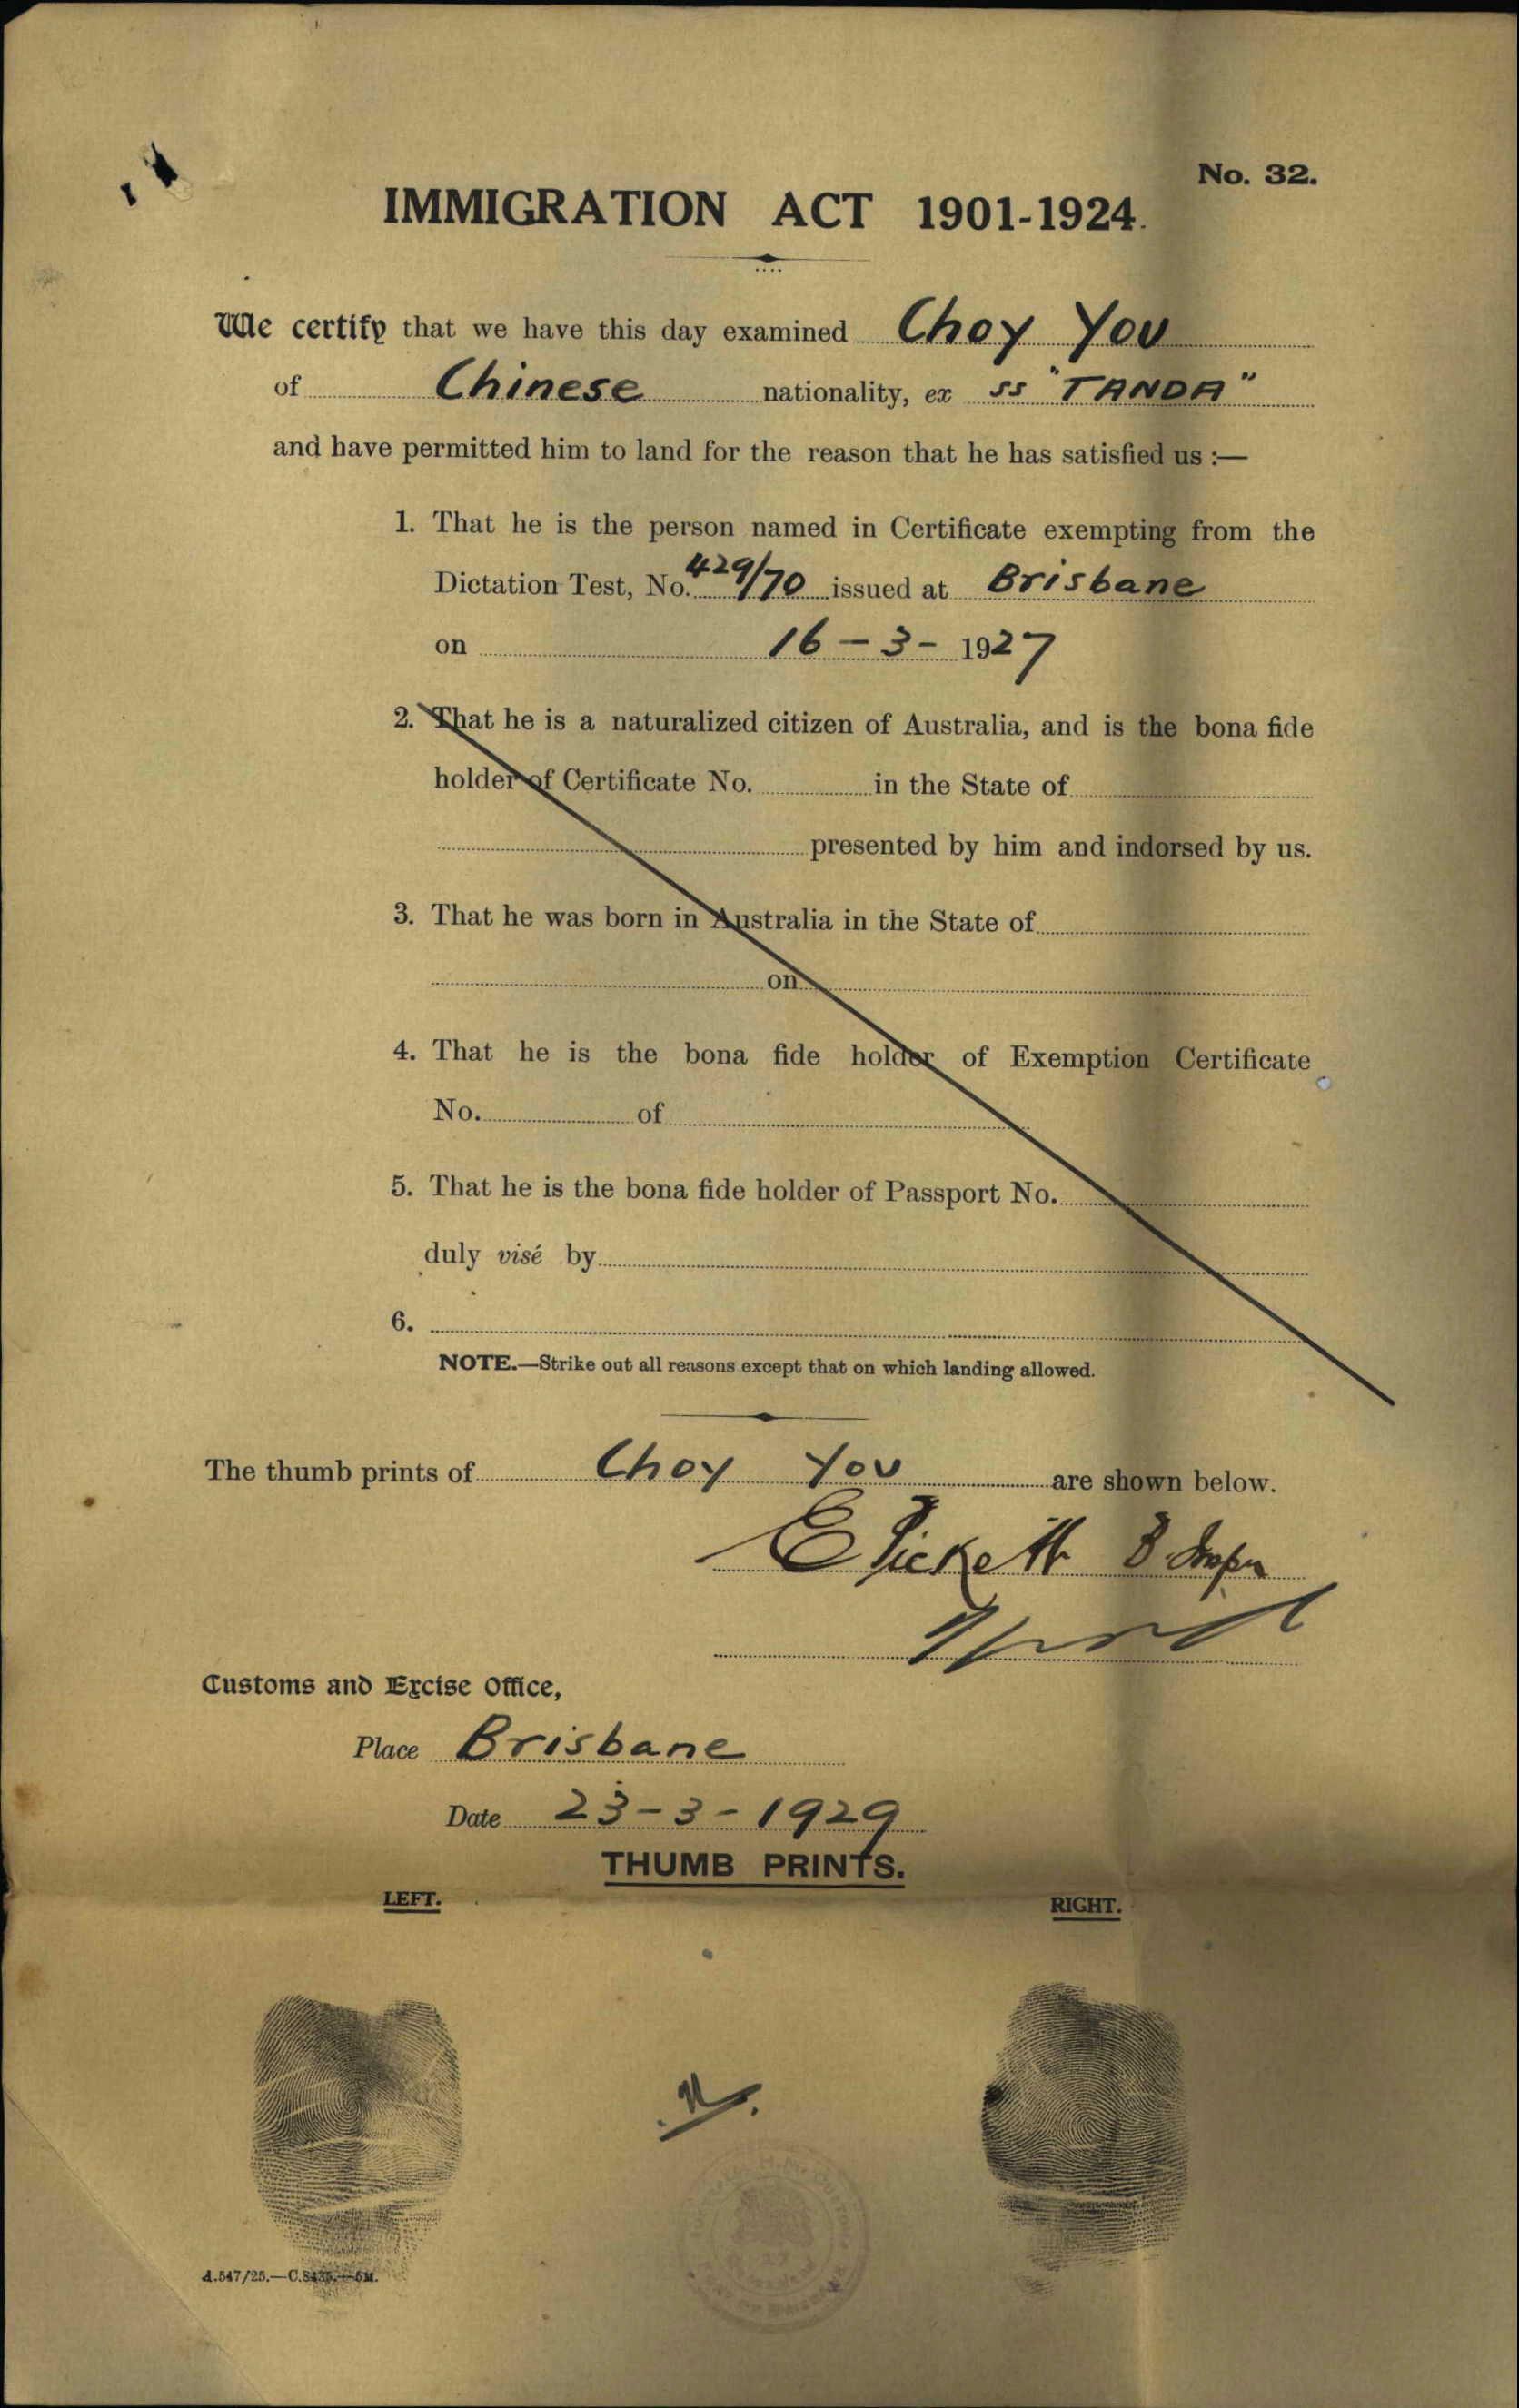 No. 32.
IMMIGRATION ACT 1901-1924.
We certify that we have this day examined Choy You
of Chinese nationality, ex ss "TANDA"
and have permitted him to land for the reason that he has satisfied us :—
1. That he is the person named in Certificate exempting from the
Dictation Test, No. 429/70 issued at Brisbane
on 16-3-1927
2. That he is a naturalized citizen of Australia, and is the bona fide
holder of Certificate No. in the State of
presented by him and indorsed by us.
3. That he was born in Australia in the State of
on
4. That he is the bona fide holder of Exemption Certificate
No. of
5. That he is the bona fide holder of Passport No.
duly visé by
6.
NOTE.—Strike out all reasons except that on which landing allowed.
The thumb prints of Choy You are shown below.
E Pickett
Customs and Excise Office,
Place Brisbane
Date 23-3-1929
THUMB PRINTS.
LEFT. RIGHT.
A.547/25.—C.